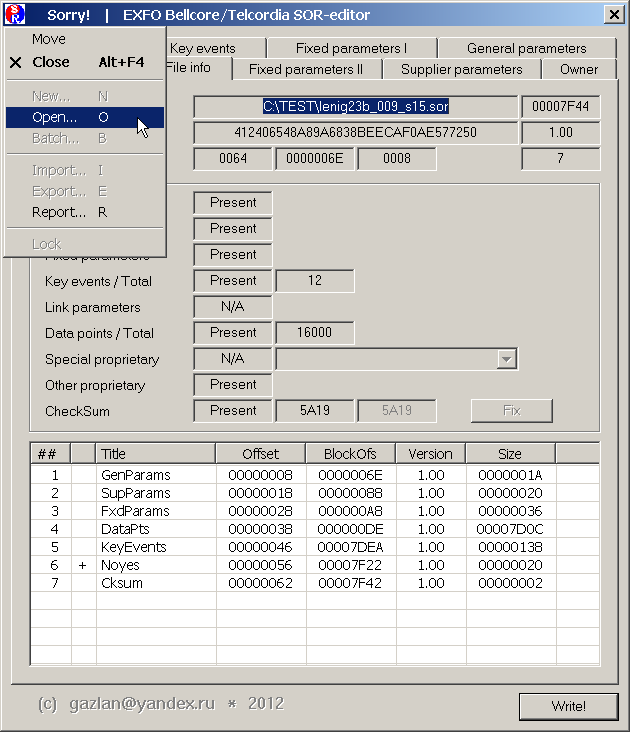 Sorry! | EXFO Bellcore/Telcordia SOR-editor
Move
Close Alt+F4
New... N
Open... O
Batch... B
Import... I
Export... E
Report... R
Lock
Key events Fixed parameters I General parameters
File info Fixed parameters II Supplier parameters Owner
C:\TEST\lenig23b_009_s15.sor 00007F44
412406548A89A6838BEECAF0AE577250 1.00
0064 0000006E 0008 7
Present
Present
Fixed parameters Present
Key events / Total Present 12
Link parameters N/A
Data points / Total Present 16000
Special proprietary N/A
Other proprietary Present
CheckSum Present 5A19 5A19 Fix
## Title Offset BlockOfs Version Size
1 GenParams 00000008 0000006E 1.00 0000001A
2 SupParams 00000018 00000088 1.00 00000020
3 FxdParams 00000028 000000A8 1.00 00000036
4 DataPts 00000038 000000DE 1.00 00007D0C
5 KeyEvents 00000046 00007DEA 1.00 00000138
6 + Noyes 00000056 00007F22 1.00 00000020
7 Cksum 00000062 00007F42 1.00 00000002
(c) gazlan@yandex.ru * 2012 Write!